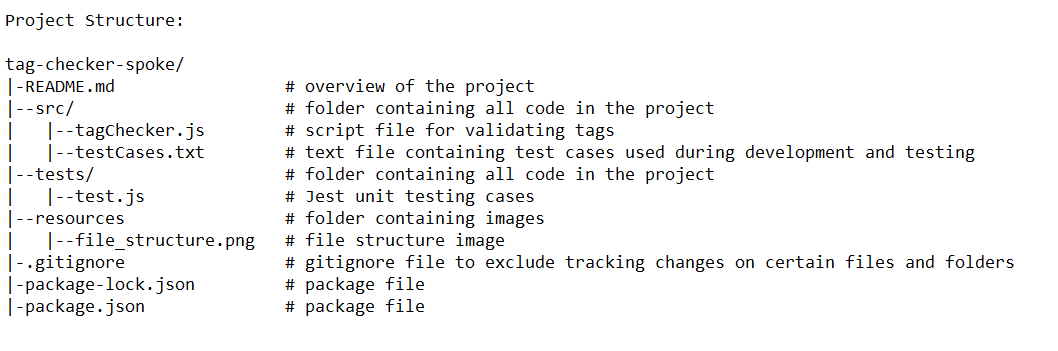 Project Structure:
tag-checker-spoke/
|-README.md                 # overview of the project
|--src/                     # folder containing all code in the project
|   |--tagChecker.js        # script file for validating tags
|   |--testCases.txt        # text file containing test cases used during development and testing
|--tests/                   # folder containing all code in the project
|   |--test.js              # Jest unit testing cases
|--resources                # folder containing images
|   |--file_structure.png   # file structure image
|-.gitignore                # gitignore file to exclude tracking changes on certain files and folders
|-package-lock.json         # package file
|-package.json              # package file